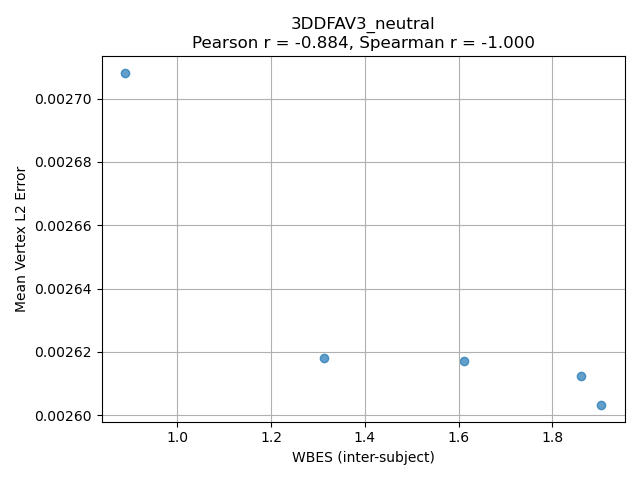 3DDFAV3_neutral
Pearson r = -0.884, Spearman r = -1.000
Mean Vertex L2 Error
0.00270
0.00268
0.00266
0.00264
0.00262
0.00260
1.0 1.2 1.4 1.6 1.8
WBES (inter-subject)